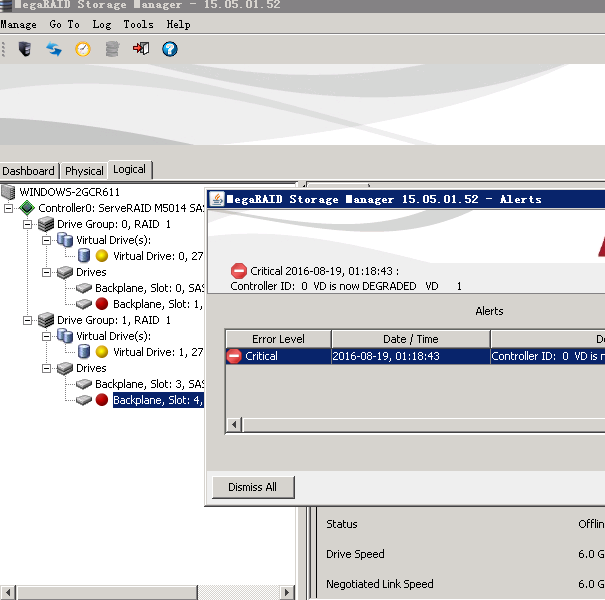 MegaRAID Storage Manager - 15.05.01.52
Manage Go To Log Tools Help
Dashboard Physical Logical
WINDOWS-2GCR611
Controller0: ServeRAID M5014 SAS
Drive Group: 0, RAID 1
Virtual Drive(s):
Virtual Drive: 0, 27
Drives
Backplane, Slot: 0, SAS
Backplane, Slot: 1,
Drive Group: 1, RAID 1
Virtual Drive(s):
Virtual Drive: 1, 27
Drives
Backplane, Slot: 3, SAS
Backplane, Slot: 4,
MegaRAID Storage Manager 15.05.01.52 - Alerts
Critical 2016-08-19, 01:18:43 :
Controller ID: 0 VD is now DEGRADED VD 1
Alerts
Error Level Date / Time De
Critical 2016-08-19, 01:18:43 Controller ID: 0 VD is n
Dismiss All
Status Offlin
Drive Speed 6.0 G
Negotiated Link Speed 6.0 G